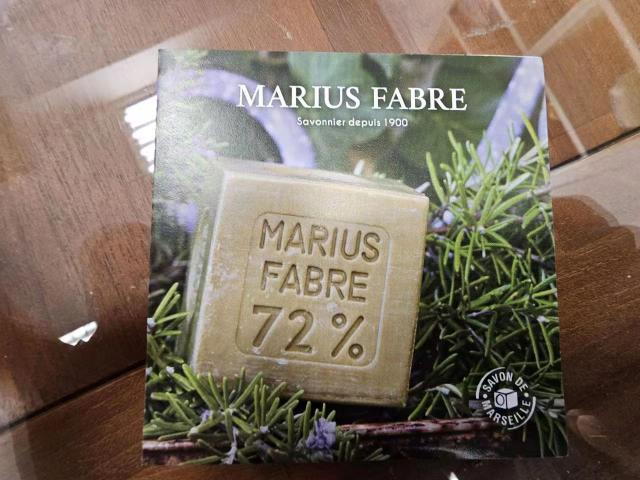 MARIUS FABRE
Savonnier depuis 1900
MARIUS
FABRE
72 %
SAVON DE
MARSEILLE